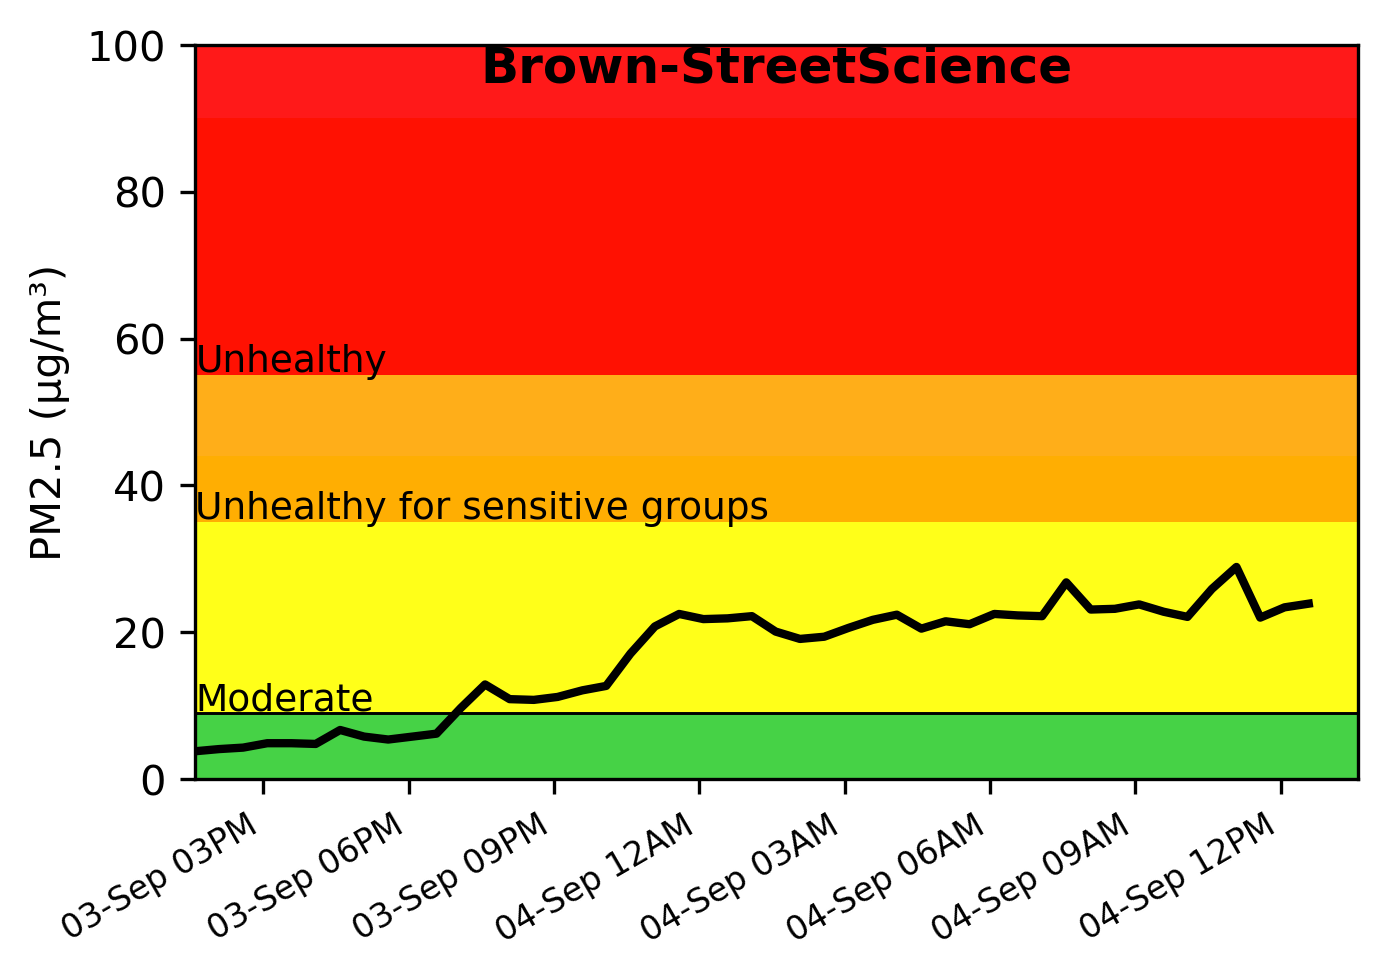 Brown-StreetScience
100
80
60
40
20
0
PM2.5 (µg/m³)
Unhealthy
Unhealthy for sensitive groups
Moderate
03-Sep 03PM
03-Sep 06PM
03-Sep 09PM
04-Sep 12AM
04-Sep 03AM
04-Sep 06AM
04-Sep 09AM
04-Sep 12PM